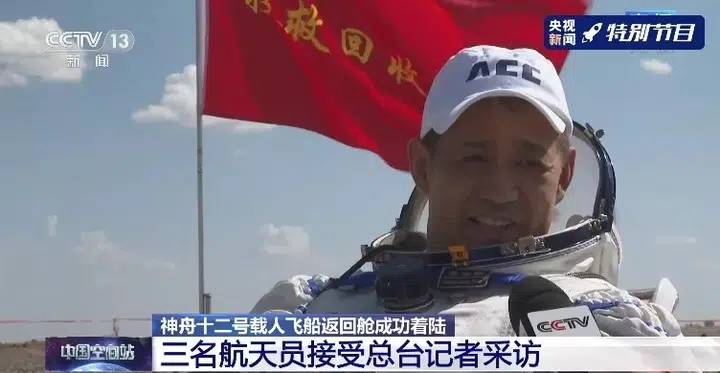 CCTV 13
新闻
央视新闻 特别节目
搜救回收
ACC
CCTV
神舟十二号载人飞船返回舱成功着陆
中国空间站
三名航天员接受总台记者采访